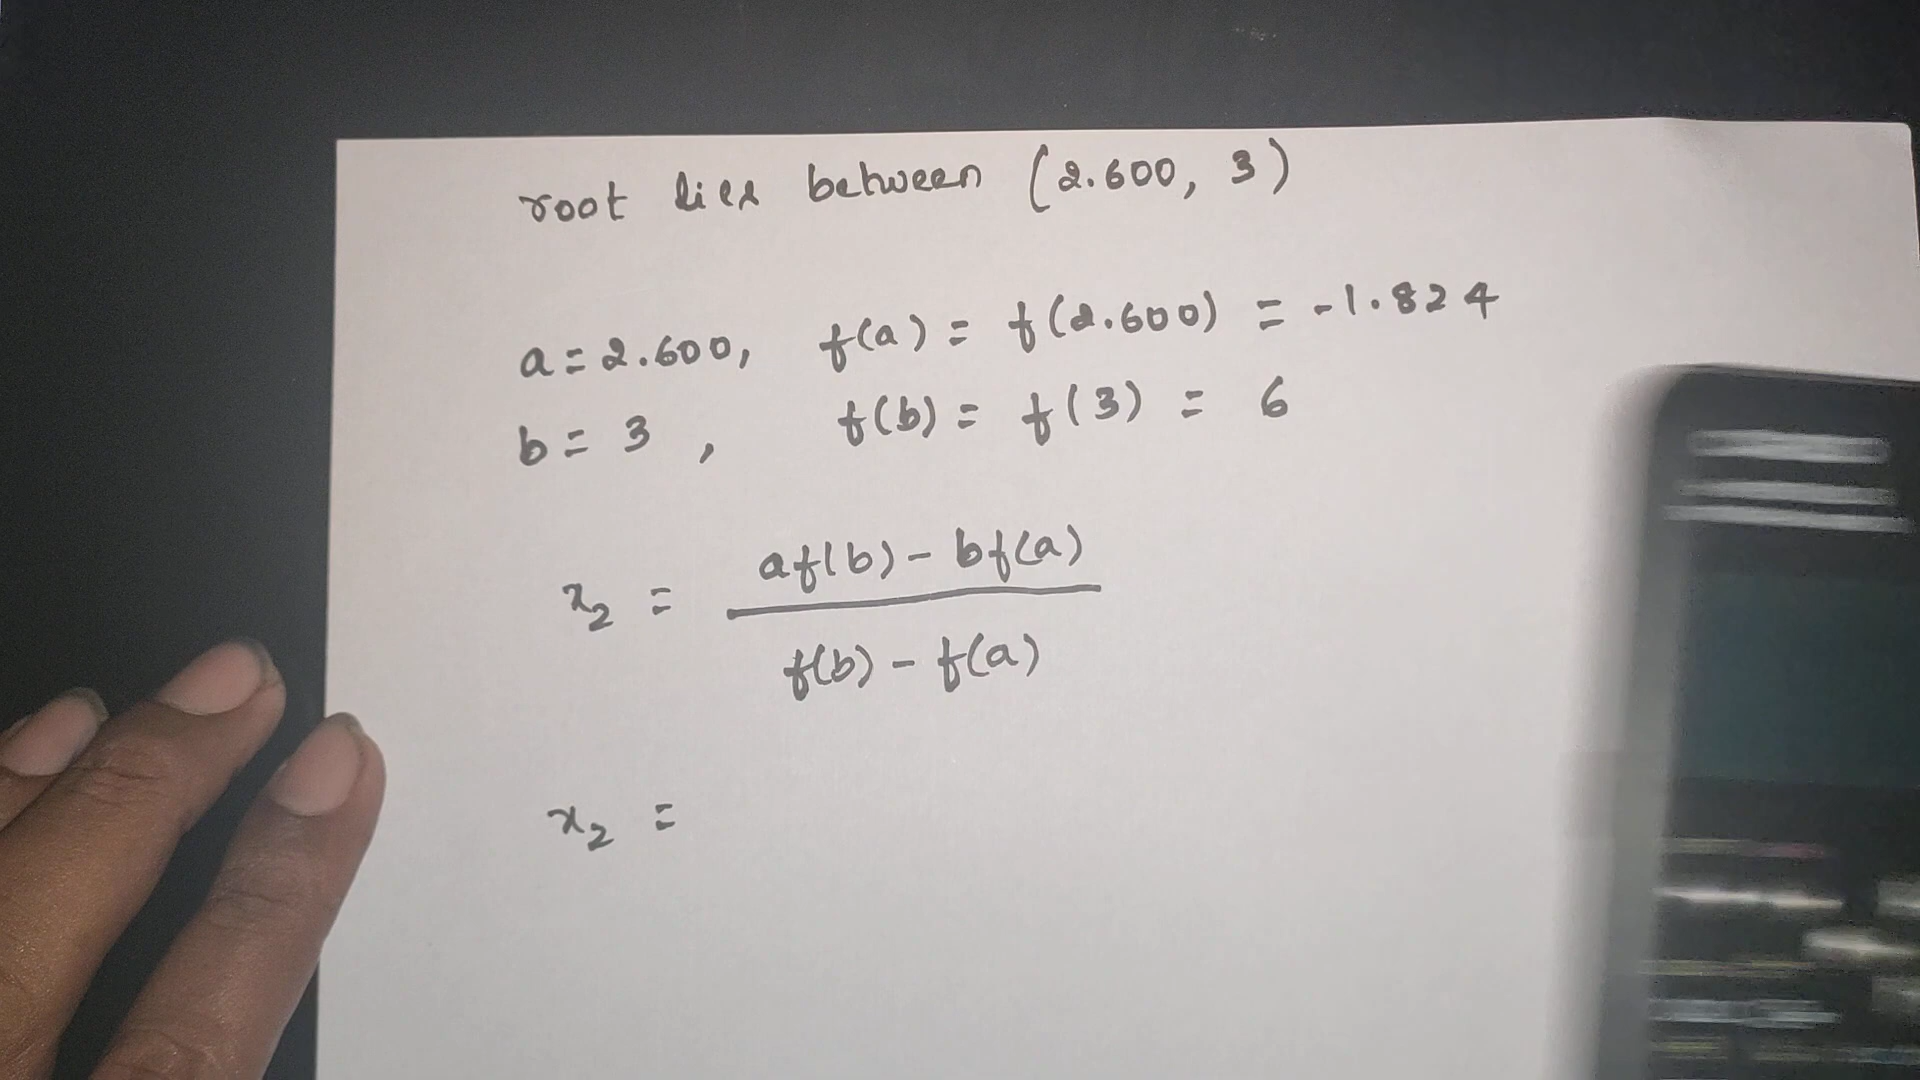 root lies between (2.600, 3)
a = 2.600, f(a) = f(2.600) = -1.824
b = 3 , f(b) = f(3) = 6
x₂ = af(b) - bf(a) / f(b) - f(a)
x₂ =